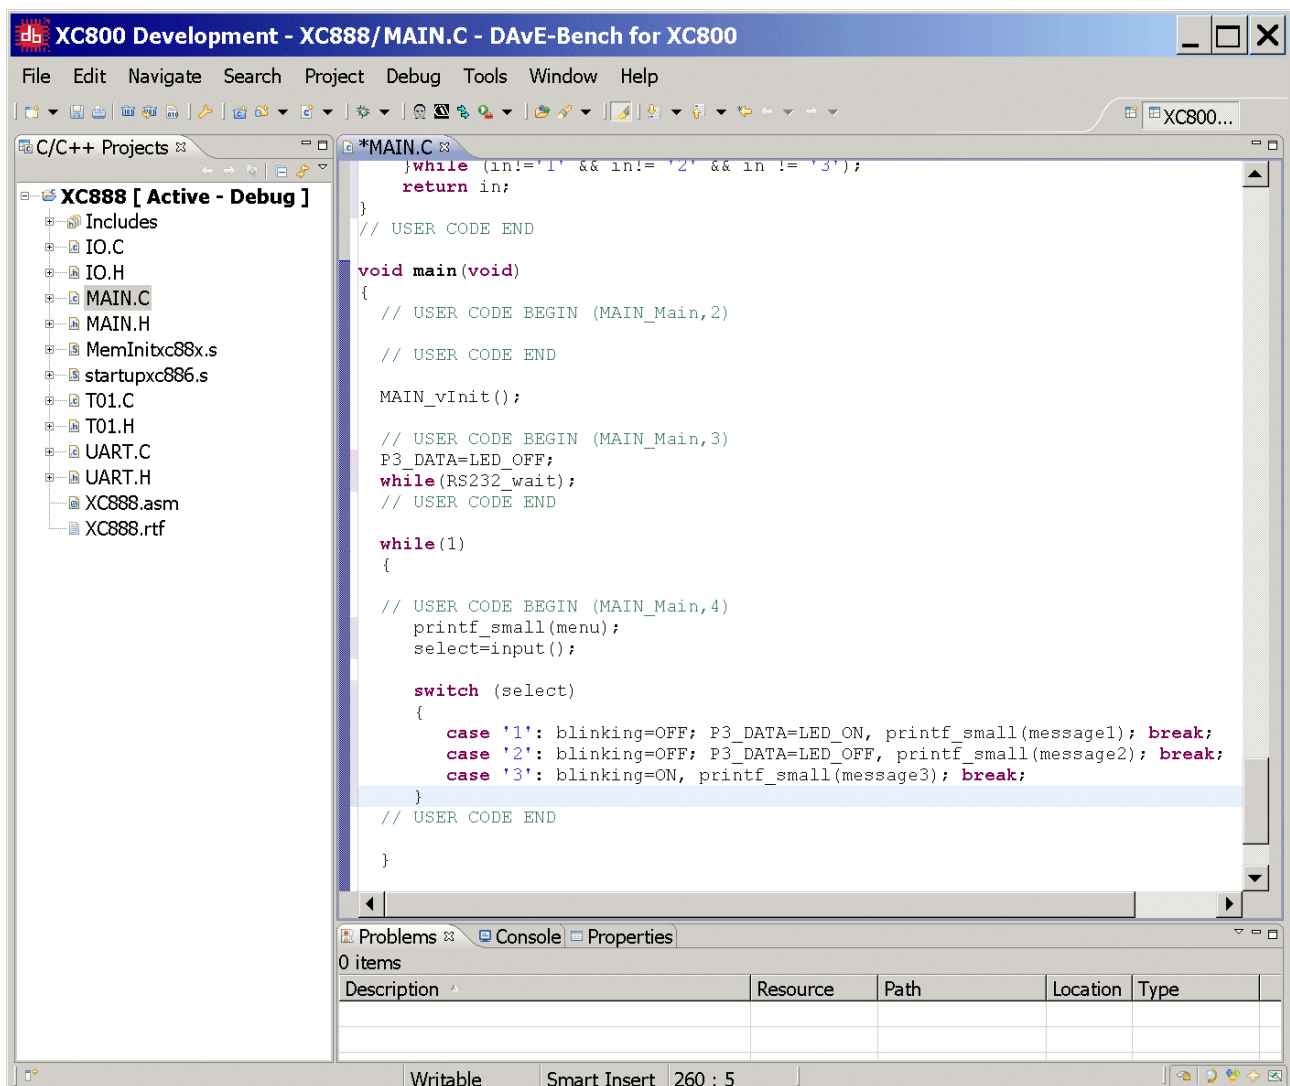 XC800 Development - XC888/MAIN.C - DAvE-Bench for XC800
File Edit Navigate Search Project Debug Tools Window Help
XC800...
C/C++ Projects
XC888 [ Active - Debug ]
Includes
IO.C
IO.H
MAIN.C
MAIN.H
MemInitxc88x.s
startupxc886.s
T01.C
T01.H
UART.C
UART.H
XC888.asm
XC888.rtf
*MAIN.C
}while (in!='1' && in!= '2' && in != '3');
return in;
}
// USER CODE END
void main(void)
{
// USER CODE BEGIN (MAIN_Main,2)
// USER CODE END
MAIN_vInit();
// USER CODE BEGIN (MAIN_Main,3)
P3_DATA=LED_OFF;
while(RS232_wait);
// USER CODE END
while(1)
{
// USER CODE BEGIN (MAIN_Main,4)
printf_small(menu);
select=input();
switch (select)
{
case '1': blinking=OFF; P3_DATA=LED_ON, printf_small(message1); break;
case '2': blinking=OFF; P3_DATA=LED_OFF, printf_small(message2); break;
case '3': blinking=ON, printf_small(message3); break;
}
// USER CODE END
}
Problems Console Properties
0 items
Description Resource Path Location Type
Writable Smart Insert 260 : 5